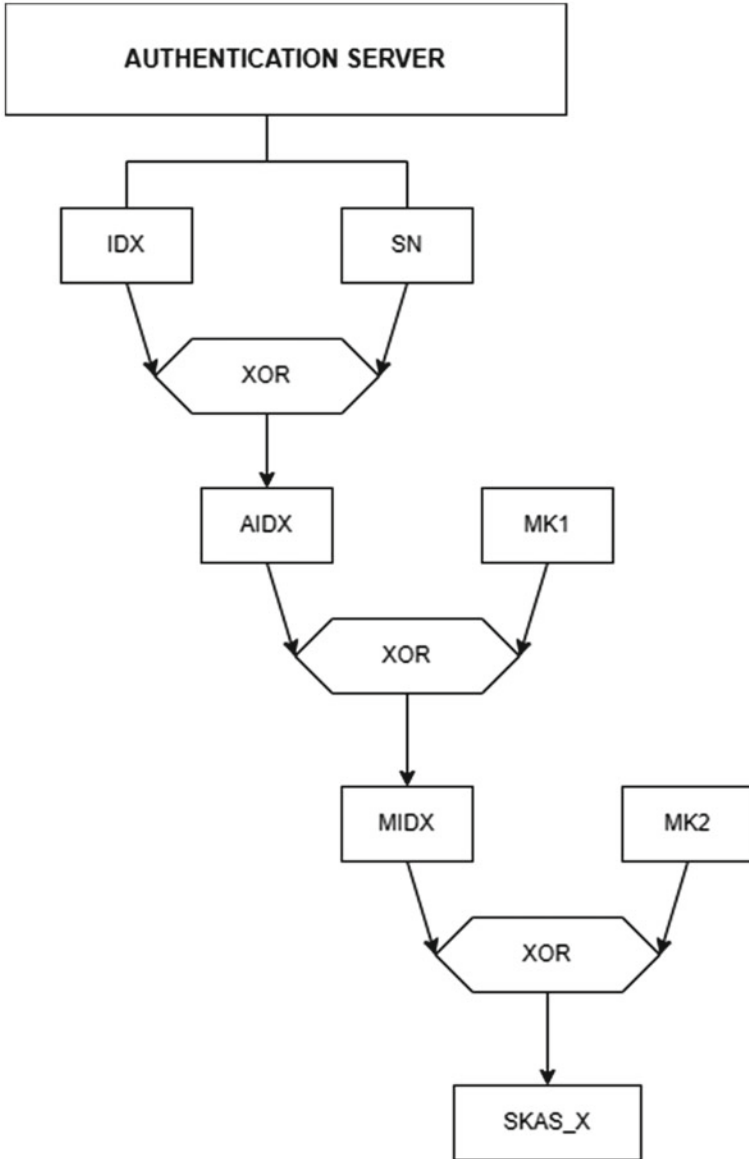 AUTHENTICATION SERVER
IDX
SN
XOR
AIDX
MK1
XOR
MIDX
MK2
XOR
SKAS_X